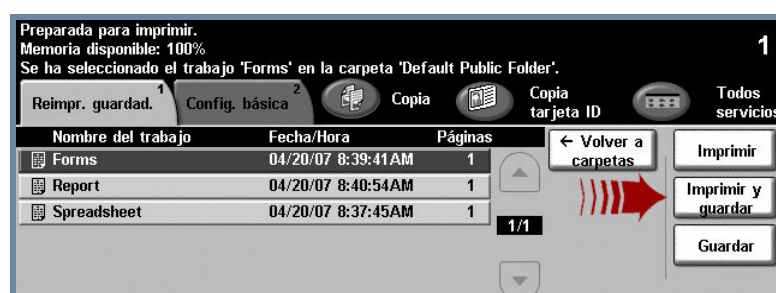 Preparada para imprimir.
Memoria disponible: 100%
1
Se ha seleccionado el trabajo 'Forms' en la carpeta 'Default Public Folder'.
Reimpr. guardad. 1
Config. básica 2
Copia
Copia
tarjeta ID
Todos
servicios
Nombre del trabajo Fecha/Hora Páginas
Forms 04/20/07 8:39:41AM 1
Report 04/20/07 8:40:54AM 1
Spreadsheet 04/20/07 8:37:45AM 1
1/1
← Volver a
carpetas
Imprimir
Imprimir y
guardar
Guardar